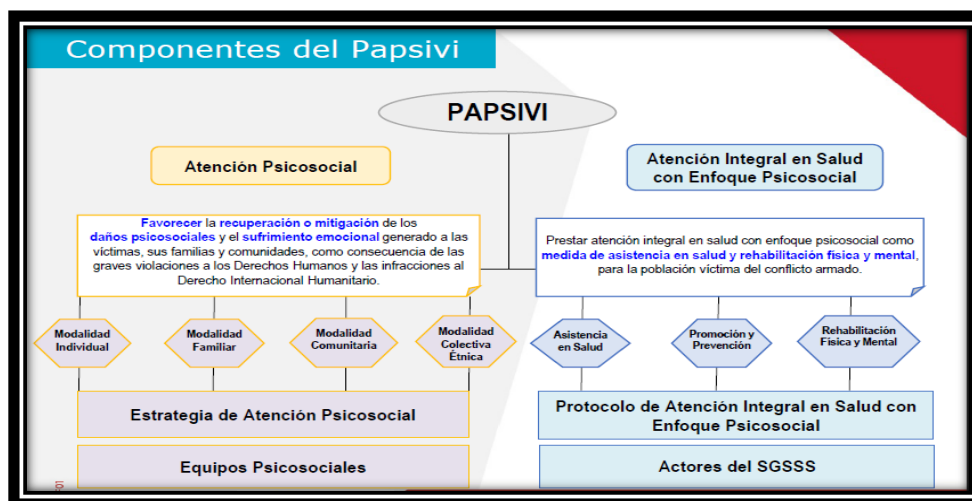 Componentes del Papsivi
PAPSIVI
Atención Psicosocial
Favorecer la recuperación o mitigación de los
daños psicosociales y el sufrimiento emocional generado a las
víctimas, sus familias y comunidades, como consecuencia de las
graves violaciones a los Derechos Humanos y las infracciones al
Derecho Internacional Humanitario.
Modalidad
Individual
Modalidad
Familiar
Modalidad
Comunitaria
Modalidad
Colectiva
Étnica
Estrategia de Atención Psicosocial
Equipos Psicosociales
Atención Integral en Salud
con Enfoque Psicosocial
Prestar atención integral en salud con enfoque psicosocial como
medida de asistencia en salud y rehabilitación física y mental,
para la población víctima del conflicto armado.
Asistencia
en Salud
Promoción y
Prevención
Rehabilitación
Física y Mental
Protocolo de Atención Integral en Salud con
Enfoque Psicosocial
Actores del SGSSS